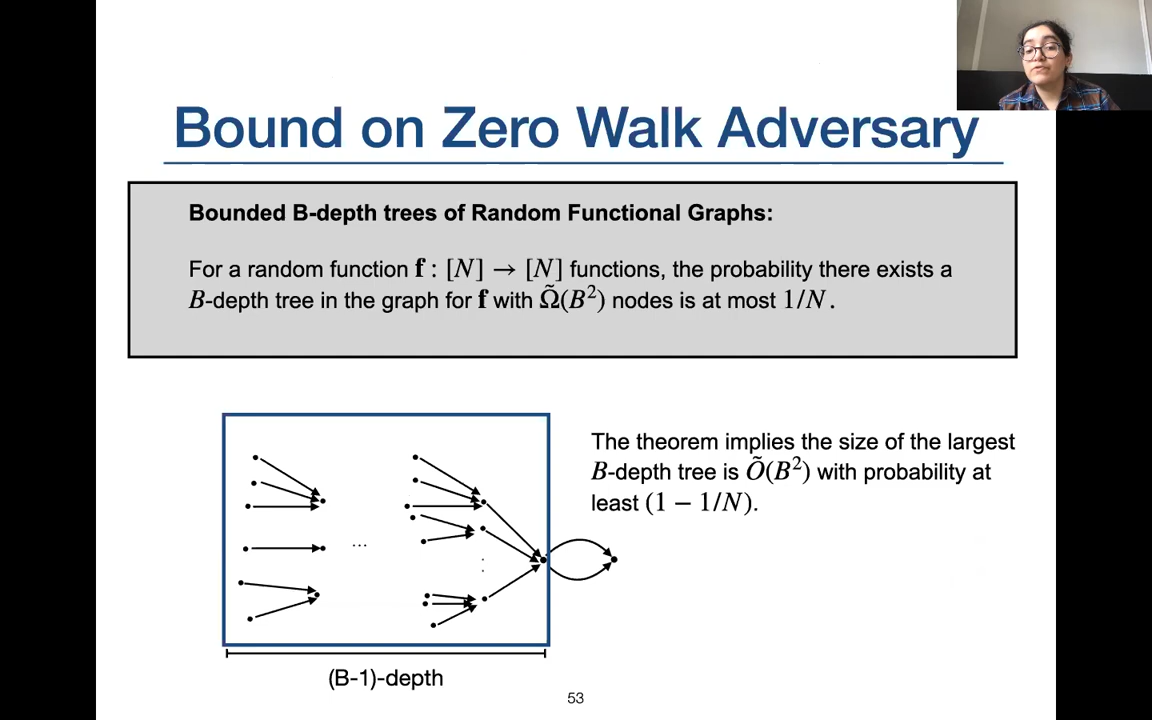 Bound on Zero Walk Adversary
Bounded B-depth trees of Random Functional Graphs:
For a random function f : [N] → [N] functions, the probability there exists a
B-depth tree in the graph for f with Ω̃(B²) nodes is at most 1/N.
The theorem implies the size of the largest
B-depth tree is Õ(B²) with probability at
least (1 − 1/N).
...
(B-1)-depth
53